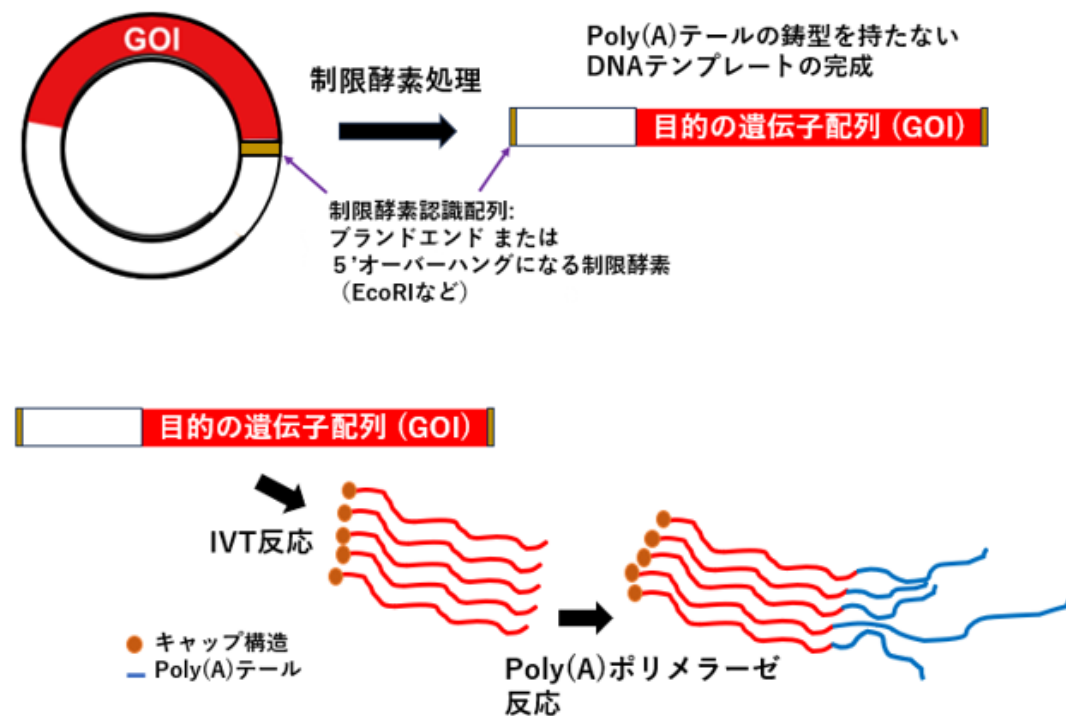 GOI
制限酵素処理
Poly(A)テールの鋳型を持たない
DNAテンプレートの完成
目的の遺伝子配列 (GOI)
制限酵素認識配列:
ブランドエンド または
５'オーバーハングになる制限酵素
（EcoRIなど）
目的の遺伝子配列 (GOI)
IVT反応
キャップ構造
Poly(A)テール
Poly(A)ポリメラーゼ
反応